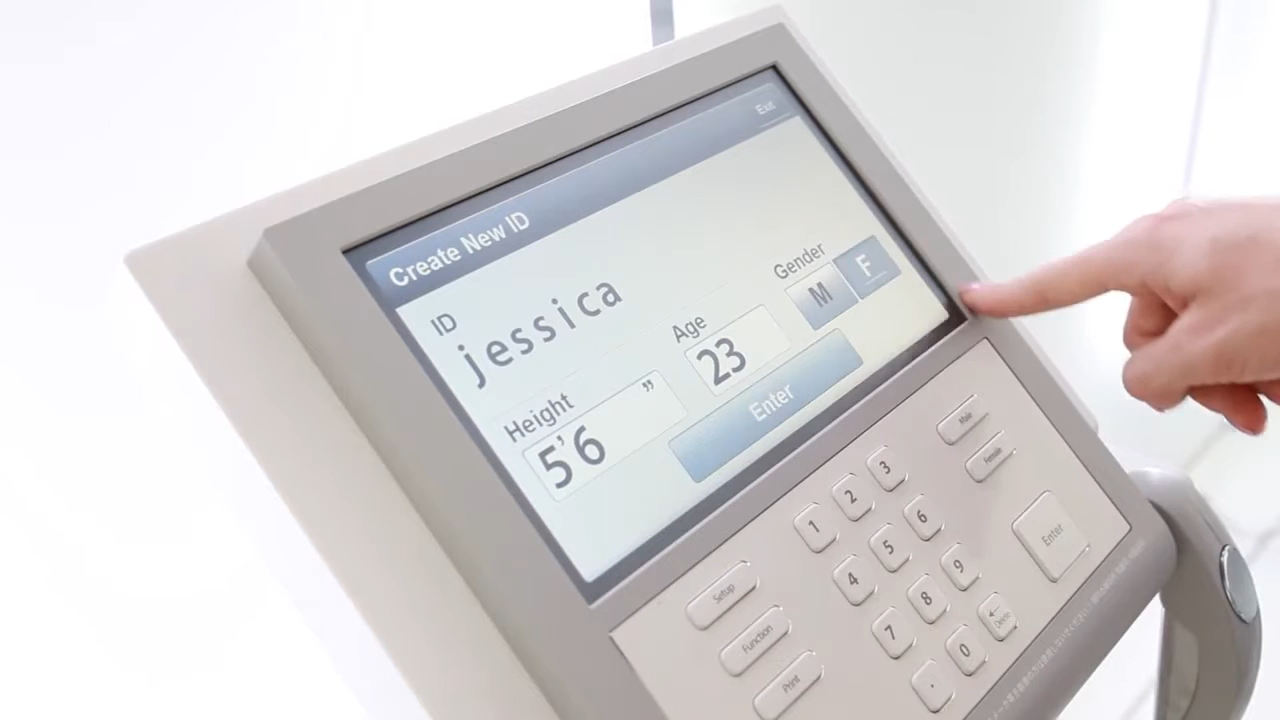 Exit
Create New ID
ID
jessica
Height
5'6"
Age
23
Gender
M F
Enter
1 2 3
4 5 6
7 8 9
. 0 Delete
Male
Female
Enter
Setup
Function
Print